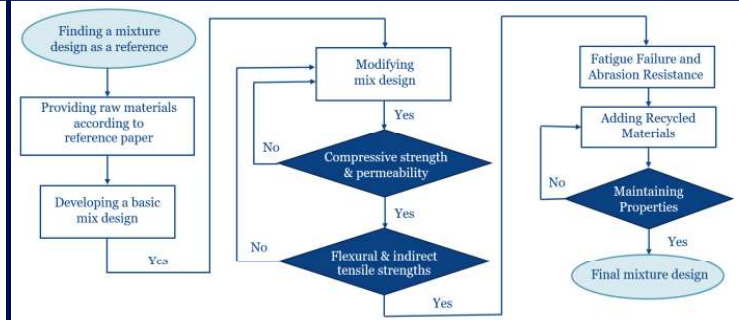 Finding a mixture
design as a reference
Providing raw materials
according to
reference paper
Developing a basic
mix design
Yes
Modifying
mix design
Yes
No
Compressive strength
& permeability
Yes
No
Flexural & indirect
tensile strengths
Yes
Fatigue Failure and
Abrasion Resistance
Adding Recycled
Materials
No
Maintaining
Properties
Yes
Final mixture design